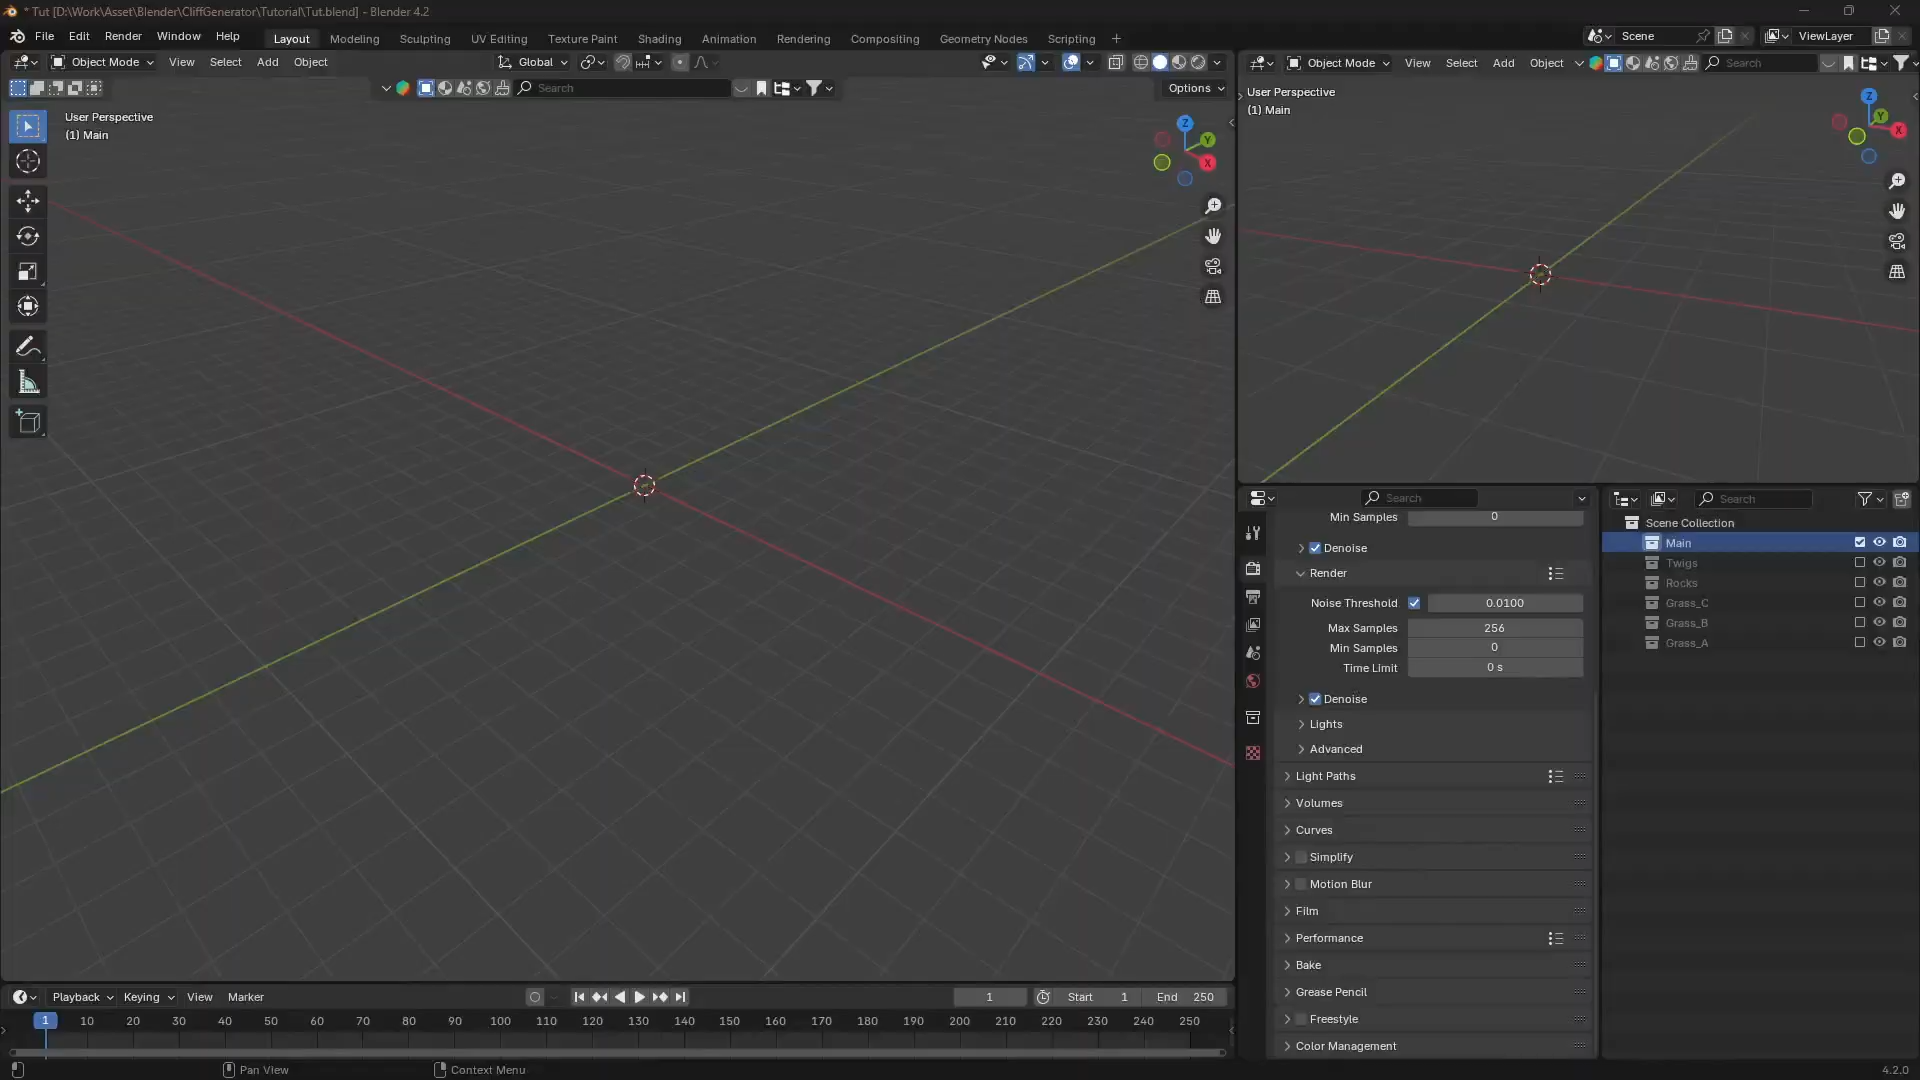 * Tut [D:\Work\Asset\Blender\CliffGenerator\Tutorial\Tut.blend] - Blender 4.2
File Edit Render Window Help Layout Modeling Sculpting UV Editing Texture Paint Shading Animation Rendering Compositing Geometry Nodes Scripting + Scene ViewLayer
Object Mode View Select Add Object Global
Object Mode View Select Add Object Search
Search Options
User Perspective
(1) Main
Z
Y
X
User Perspective
(1) Main
Z
Y
X
Search
Min Samples 0
Denoise
Render
Noise Threshold 0.0100
Max Samples 256
Min Samples 0
Time Limit 0 s
Denoise
Lights
Advanced
Light Paths
Volumes
Curves
Simplify
Motion Blur
Film
Performance
Bake
Grease Pencil
Freestyle
Color Management
Search
Scene Collection
Main
Twigs
Rocks
Grass_C
Grass_B
Grass_A
Playback Keying View Marker 1 Start 1 End 250
1 10 20 30 40 50 60 70 80 90 100 110 120 130 140 150 160 170 180 190 200 210 220 230 240 250
Pan View Context Menu 4.2.0